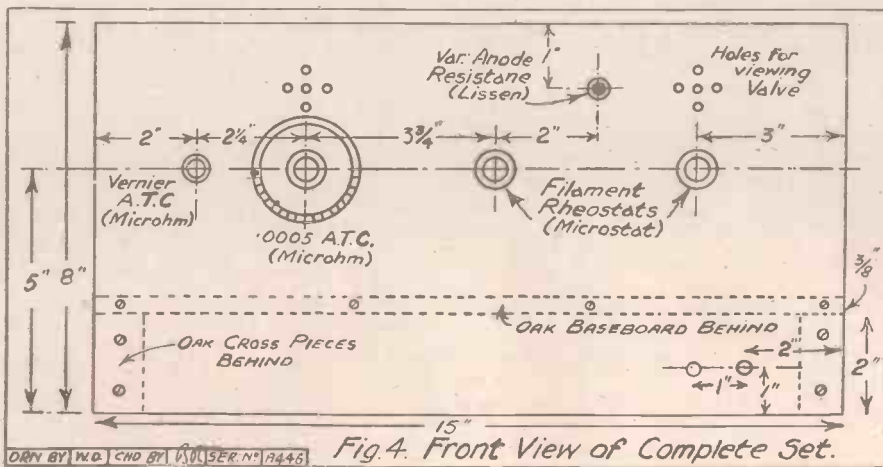 Var. Anode
Resistane
(Lissen)
1"
Holes for
viewing
Valve
2"
2¼"
3¾"
2"
3"
Vernier
A.T.C
(Microhm)
.0005 A.T.C.
(Microhm)
Filament
Rheostats
(Microstat)
5"
8"
3/8"
OAK CROSS PIECES
BEHIND
OAK BASEBOARD BEHIND
2"
2"
1"
1"
15"
DRN BY W.D. CHD BY SER. No A446
Fig. 4. Front View of Complete Set.